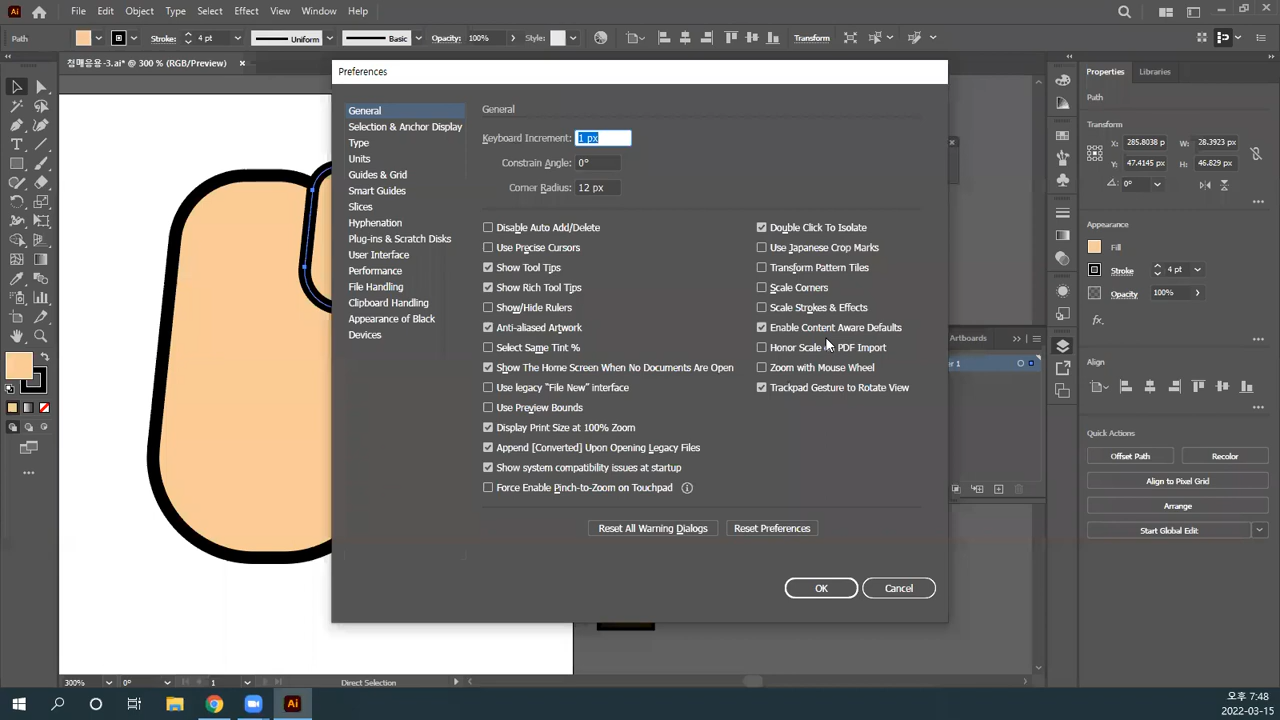 Ai File Edit Object Type Select Effect View Window Help
Path Stroke: 4 pt Uniform Basic Opacity: 100% Style: Transform
첨매음용-3.ai* @ 300 % (RGB/Preview)
Preferences
General
Selection & Anchor Display
Type
Units
Guides & Grid
Smart Guides
Slices
Hyphenation
Plug-ins & Scratch Disks
User Interface
Performance
File Handling
Clipboard Handling
Appearance of Black
Devices
General
Keyboard Increment: 1 px
Constrain Angle: 0°
Corner Radius: 12 px
Disable Auto Add/Delete
Use Precise Cursors
Show Tool Tips
Show Rich Tool Tips
Show/Hide Rulers
Anti-aliased Artwork
Select Same Tint %
Show The Home Screen When No Documents Are Open
Use legacy "File New" interface
Use Preview Bounds
Display Print Size at 100% Zoom
Append [Converted] Upon Opening Legacy Files
Show system compatibility issues at startup
Force Enable Pinch-to-Zoom on Touchpad
Double Click To Isolate
Use Japanese Crop Marks
Transform Pattern Tiles
Scale Corners
Scale Strokes & Effects
Enable Content Aware Defaults
Honor Scale PDF Import
Zoom with Mouse Wheel
Trackpad Gesture to Rotate View
Reset All Warning Dialogs Reset Preferences
OK Cancel
Artboards
Properties Libraries
Path
Transform
X: 285.8038 p W: 28.3923 px
Y: 47.4145 px H: 46.829 px
0°
Appearance
Fill
Stroke 4 pt
Opacity 100%
fx.
Align
Quick Actions
Offset Path Recolor
Align to Pixel Grid
Arrange
Start Global Edit
300% 0° 1 Direct Selection
Ai
오후 7:48
2022-03-15